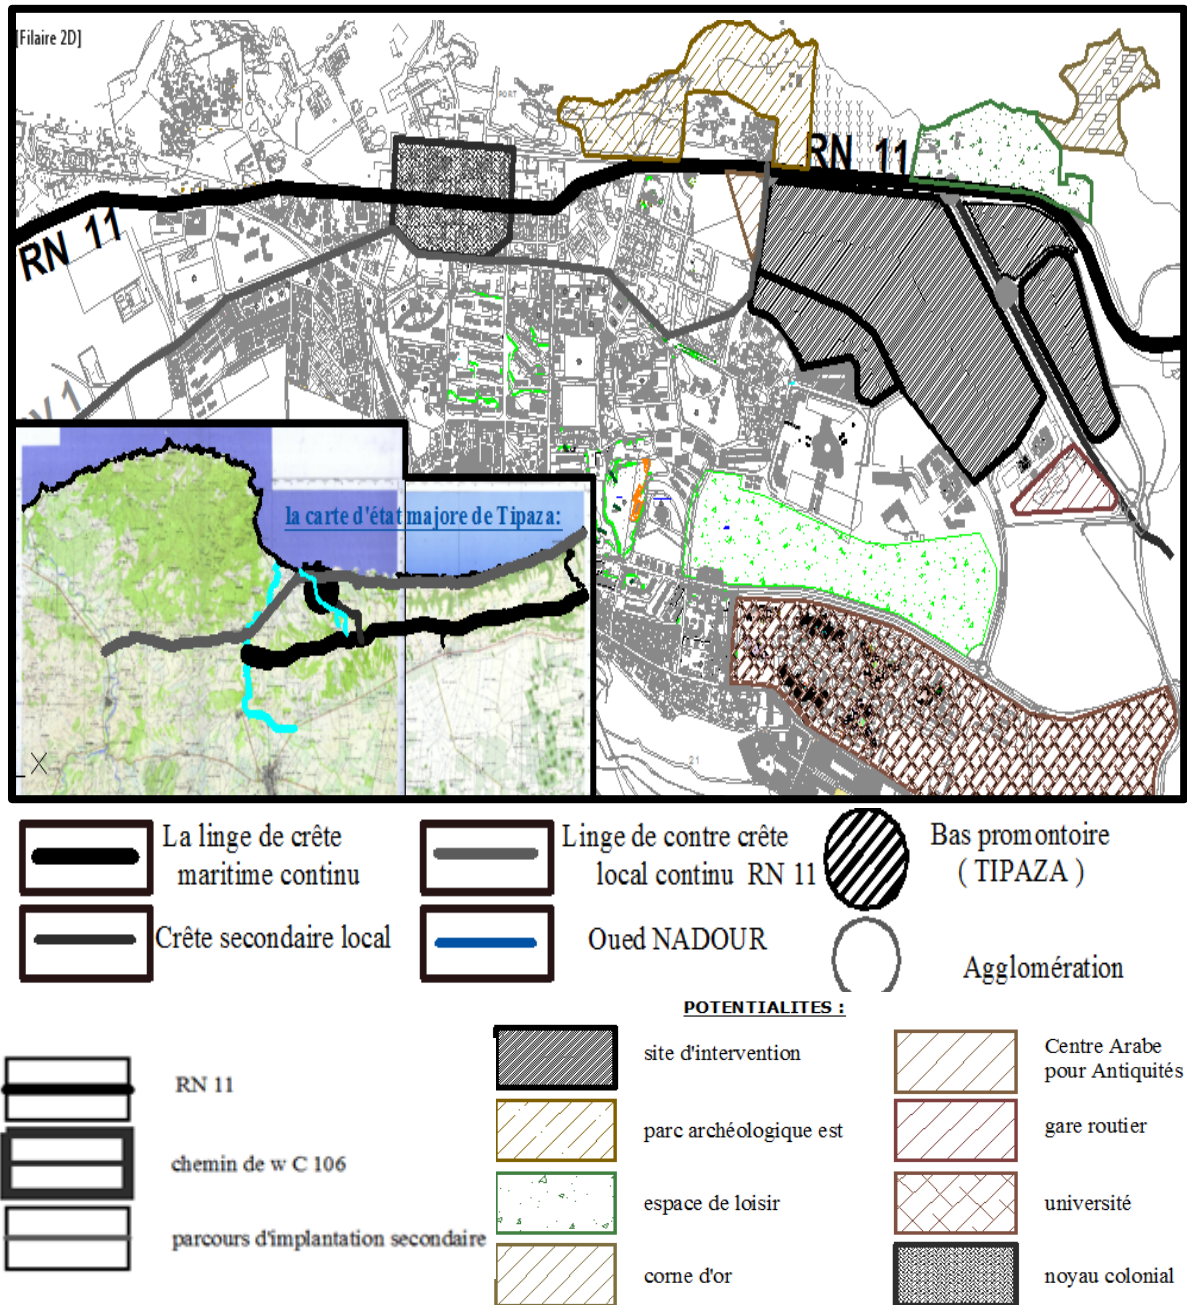 [Filaire 2D]
PORT
RN 11
RN 11
la carte d'état majore de Tipaza:
X
21
La linge de crête
maritime continu
Linge de contre crête
local continu RN 11
Bas promontoire
( TIPAZA )
Crête secondaire local
Oued NADOUR
Agglomération
POTENTIALITES :
RN 11
chemin de w C 106
parcours d'implantation secondaire
site d'intervention
parc archéologique est
espace de loisir
corne d'or
Centre Arabe
pour Antiquités
gare routier
université
noyau colonial